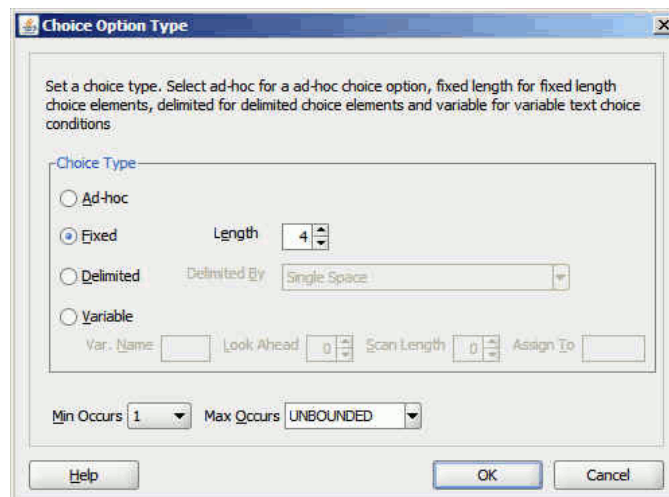 Choice Option Type
Set a choice type. Select ad-hoc for a ad-hoc choice option, fixed length for fixed length
choice elements, delimited for delimited choice elements and variable for variable text choice
conditions
Choice Type
Ad-hoc
Fixed Length 4
Delimited Delimited By Single Space
Variable
Var. Name Look Ahead 0 Scan Length 0 Assign To
Min Occurs 1 Max Occurs UNBOUNDED
Help OK Cancel